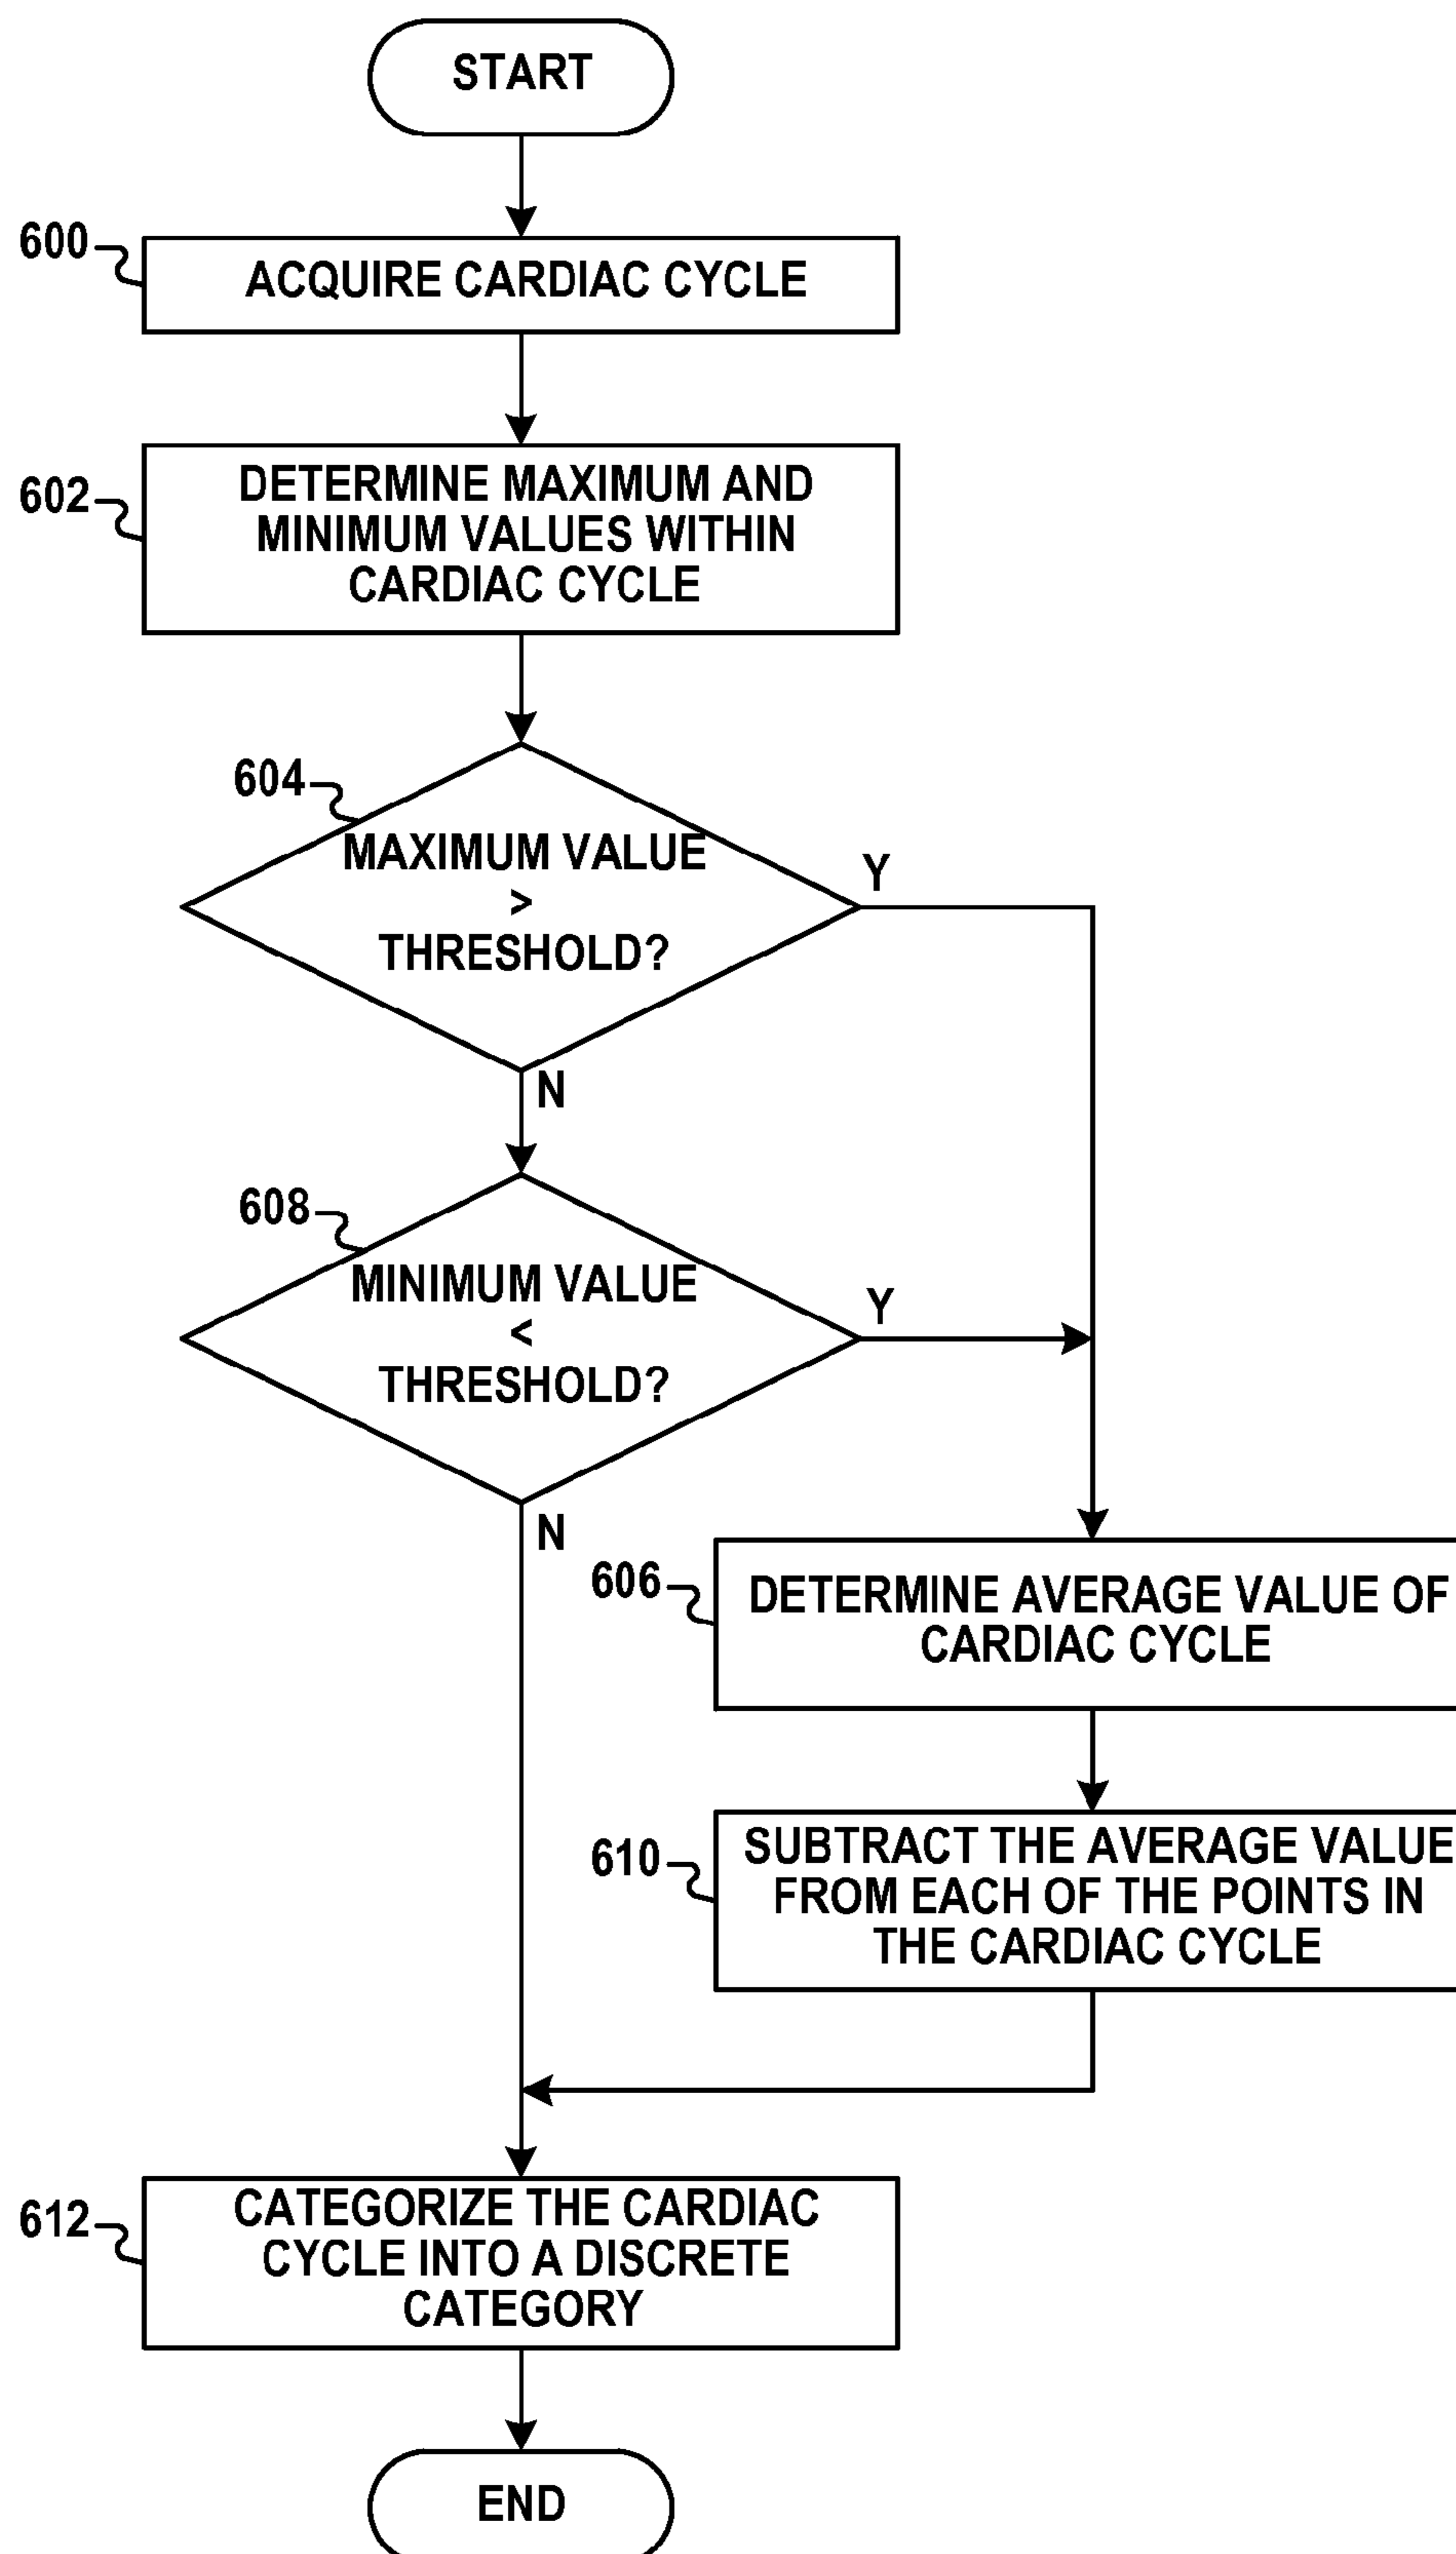 START
600
ACQUIRE CARDIAC CYCLE
602
DETERMINE MAXIMUM AND
MINIMUM VALUES WITHIN
CARDIAC CYCLE
604
MAXIMUM VALUE
>
THRESHOLD?
Y
N
608
MINIMUM VALUE
<
THRESHOLD?
Y
N
606
DETERMINE AVERAGE VALUE OF
CARDIAC CYCLE
610
SUBTRACT THE AVERAGE VALUE
FROM EACH OF THE POINTS IN
THE CARDIAC CYCLE
612
CATEGORIZE THE CARDIAC
CYCLE INTO A DISCRETE
CATEGORY
END